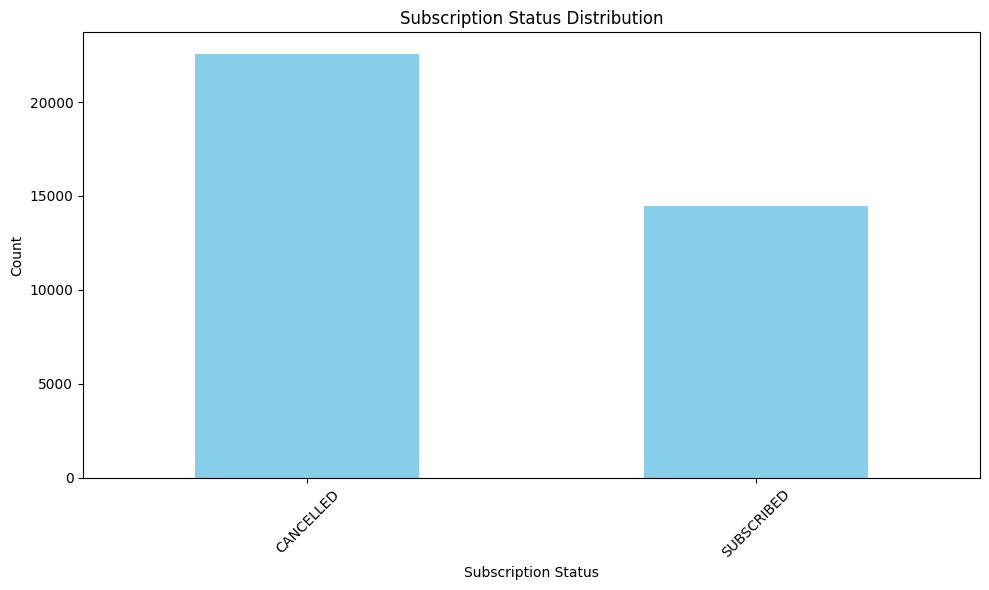 Subscription Status Distribution
Count
20000
15000
10000
5000
0
CANCELLED
SUBSCRIBED
Subscription Status